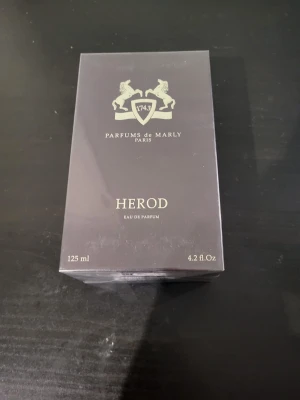 1743
PARFUMS de MARLY
PARIS
HEROD
EAU DE PARFUM
125 ml 4.2 fl.Oz